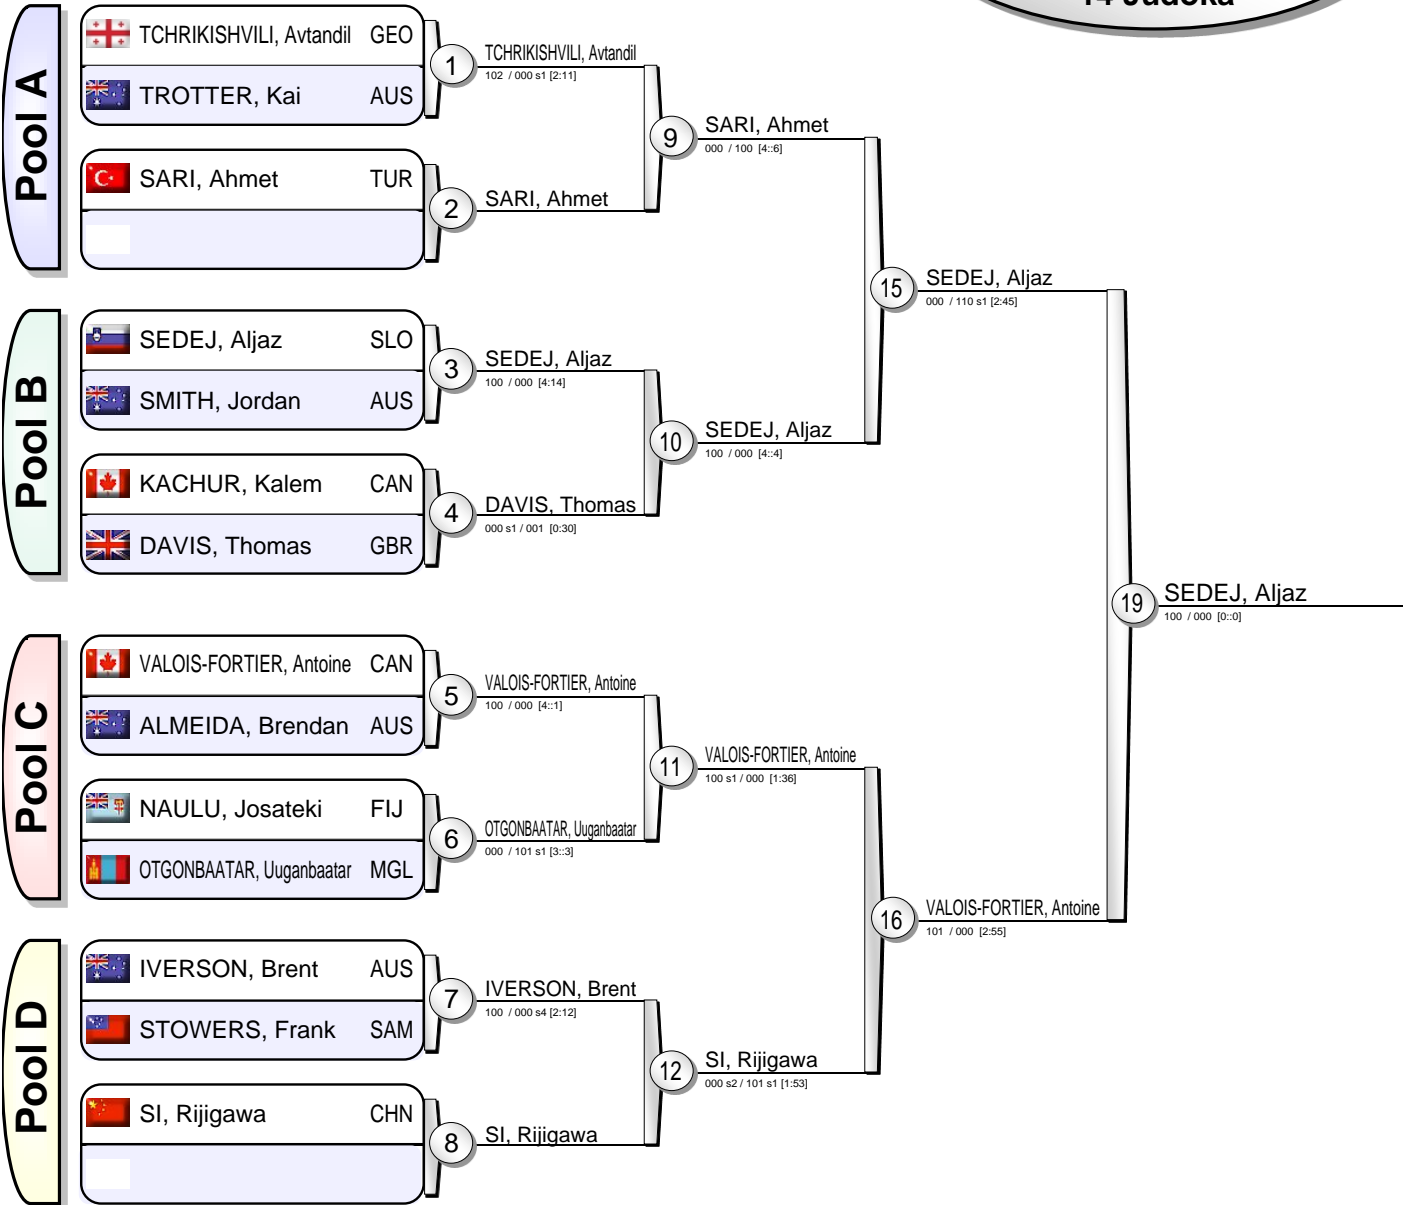 14 Judoka
Pool A
TCHRIKISHVILI, Avtandil GEO
TROTTER, Kai AUS
1
TCHRIKISHVILI, Avtandil
102 / 000 s1 [2:11]
SARI, Ahmet TUR
2
SARI, Ahmet
9
SARI, Ahmet
000 / 100 [4::6]
Pool B
SEDEJ, Aljaz SLO
SMITH, Jordan AUS
3
SEDEJ, Aljaz
100 / 000 [4:14]
KACHUR, Kalem CAN
DAVIS, Thomas GBR
4
DAVIS, Thomas
000 s1 / 001 [0:30]
10
SEDEJ, Aljaz
100 / 000 [4::4]
15
SEDEJ, Aljaz
000 / 110 s1 [2:45]
Pool C
VALOIS-FORTIER, Antoine CAN
ALMEIDA, Brendan AUS
5
VALOIS-FORTIER, Antoine
100 / 000 [4::1]
NAULU, Josateki FIJ
OTGONBAATAR, Uuganbaatar MGL
6
OTGONBAATAR, Uuganbaatar
000 / 101 s1 [3::3]
11
VALOIS-FORTIER, Antoine
100 s1 / 000 [1:36]
Pool D
IVERSON, Brent AUS
STOWERS, Frank SAM
7
IVERSON, Brent
100 / 000 s4 [2:12]
SI, Rijigawa CHN
8
SI, Rijigawa
12
SI, Rijigawa
000 s2 / 101 s1 [1:53]
16
VALOIS-FORTIER, Antoine
101 / 000 [2:55]
19
SEDEJ, Aljaz
100 / 000 [0::0]